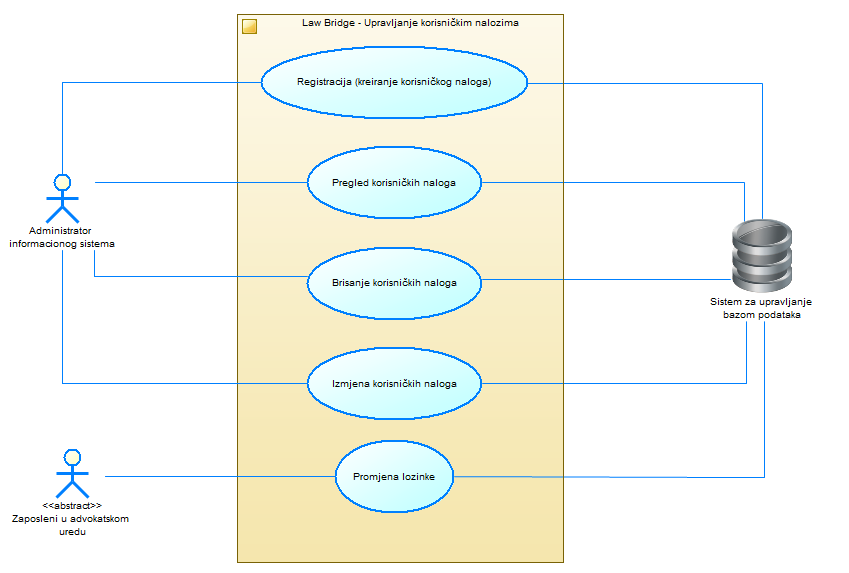 Law Bridge - Upravljanje korisničkim nalozima
Registracija (kreiranje korisničkog naloga)
Pregled korisničkih naloga
Administrator
informacionog sistema
Brisanje korisničkih naloga
Sistem za upravljanje
bazom podataka
Izmjena korisničkih naloga
Promjena lozinke
<<abstract>>
Zaposleni u advokatskom
uredu